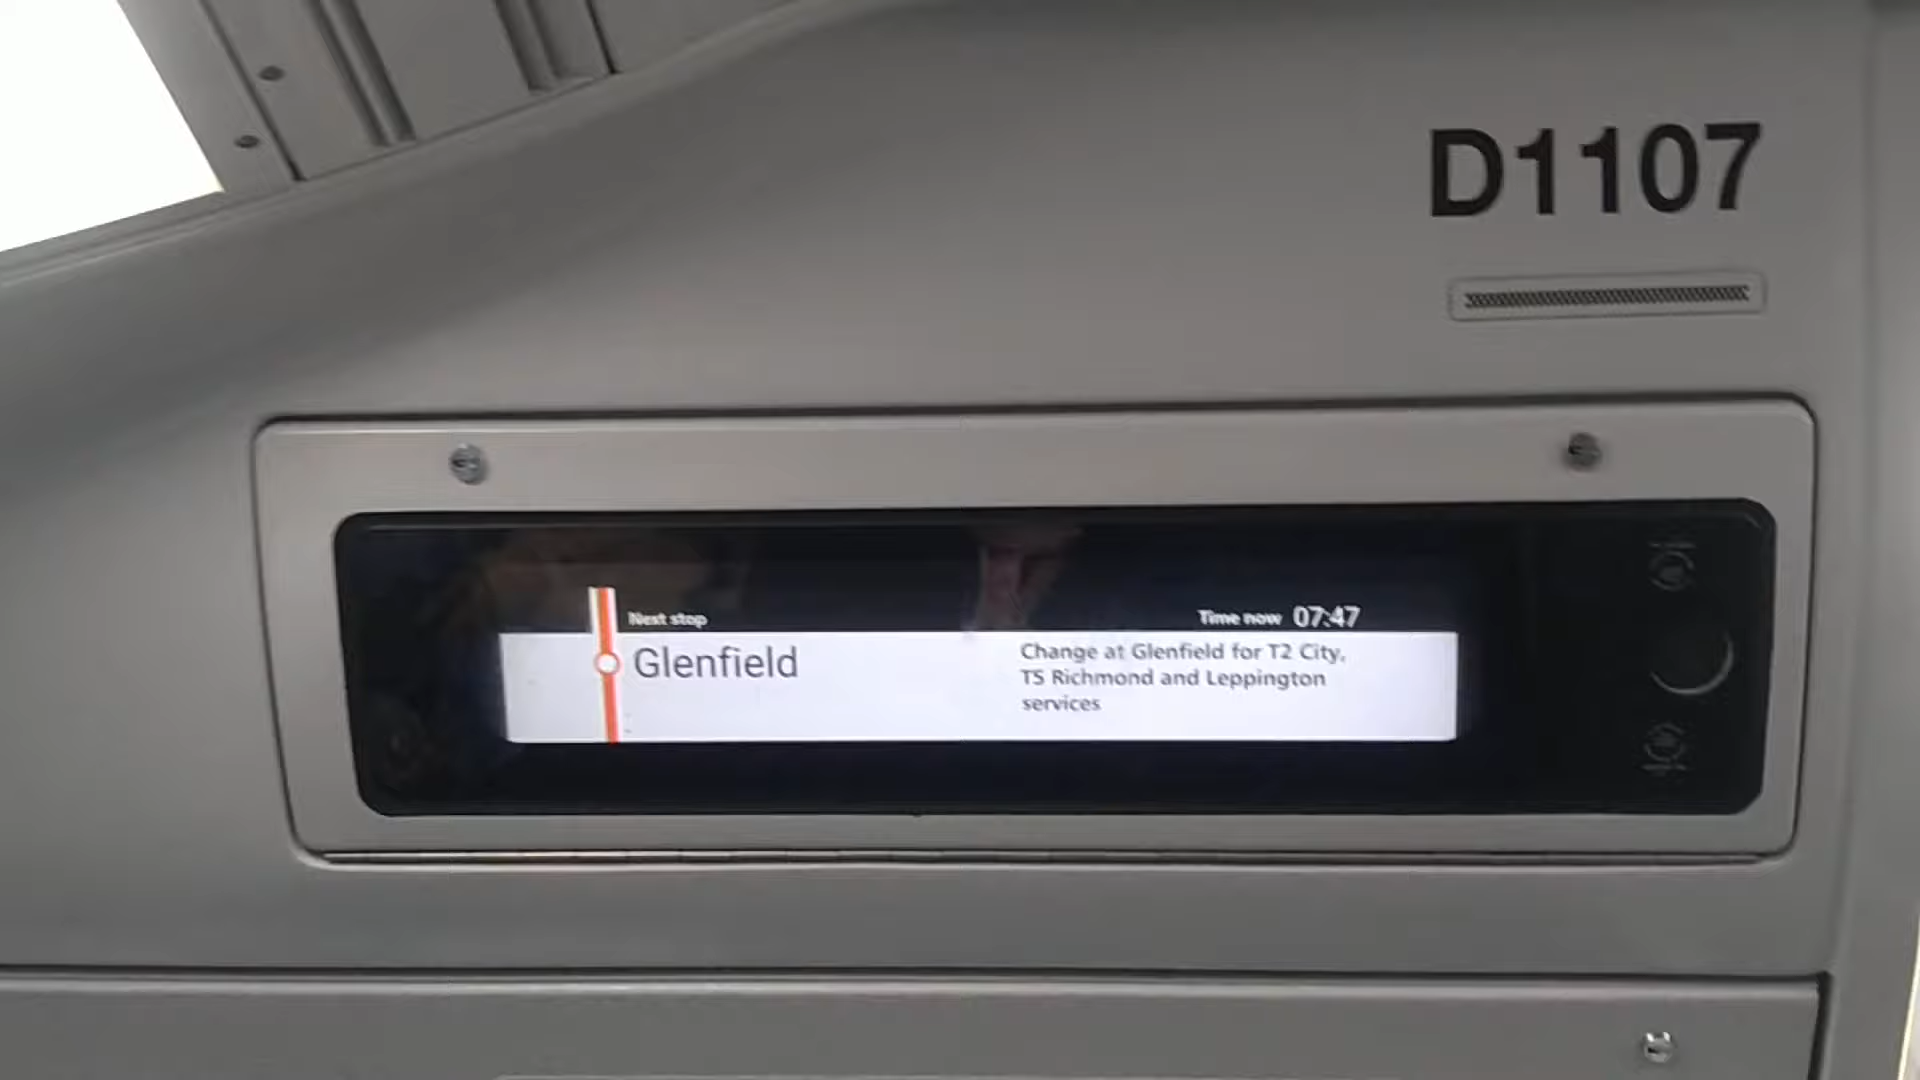 D1107
Next stop
Time now 07:47
Glenfield
Change at Glenfield for T2 City,
T5 Richmond and Leppington
services